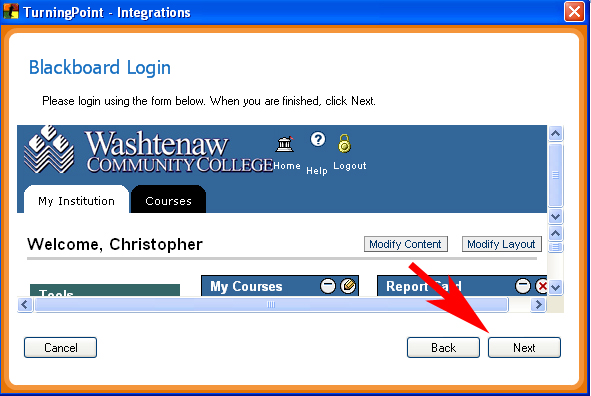 TurningPoint - Integrations
Blackboard Login
Please login using the form below. When you are finished, click Next.
Washtenaw
COMMUNITY COLLEGE
Home
Help
Logout
My Institution
Courses
Welcome, Christopher
Modify Content
Modify Layout
Tools
My Courses
Report Card
Cancel
Back
Next